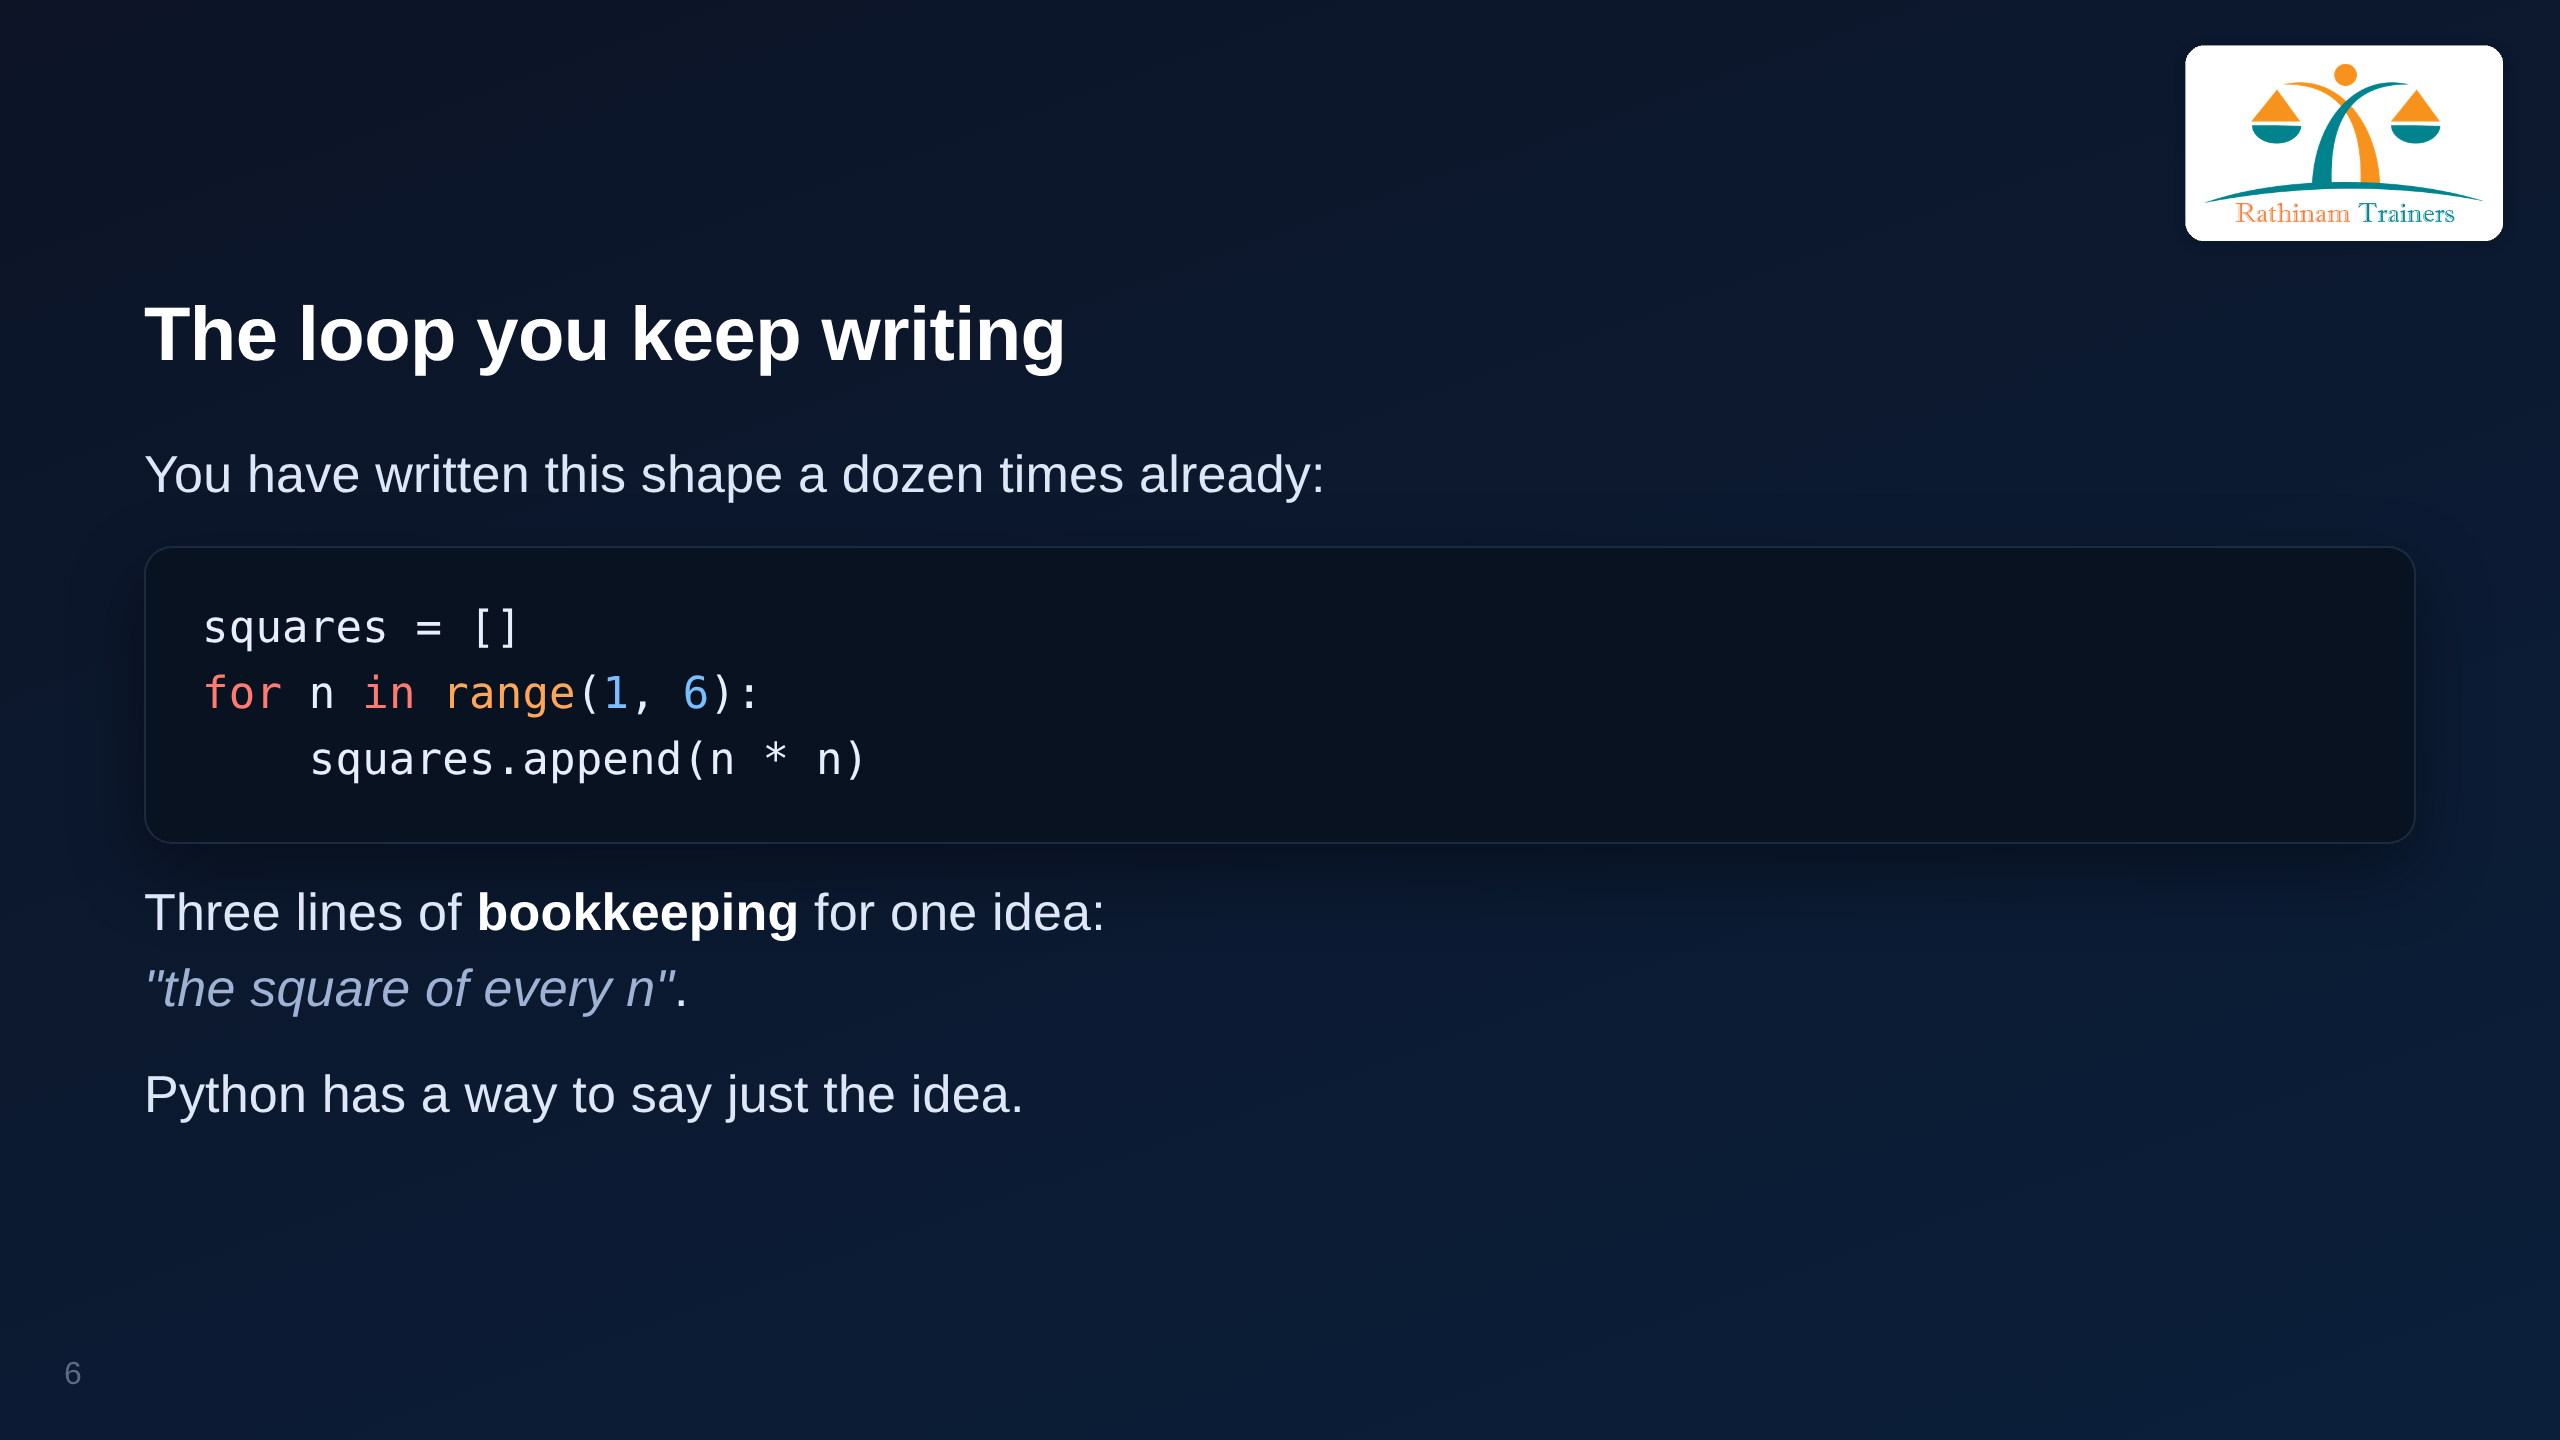 Rathinam Trainers
The loop you keep writing
You have written this shape a dozen times already:
squares = []
for n in range(1, 6):
    squares.append(n * n)
Three lines of bookkeeping for one idea:
"the square of every n".
Python has a way to say just the idea.
6